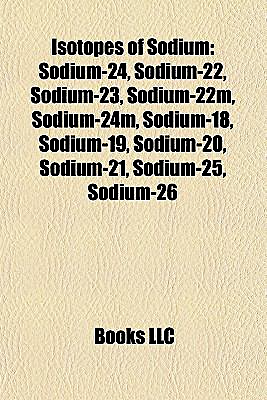 Isotopes of Sodium:
Sodium-24, Sodium-22,
Sodium-23, Sodium-22m,
Sodium-24m, Sodium-18,
Sodium-19, Sodium-20,
Sodium-21, Sodium-25,
Sodium-26
Books LLC